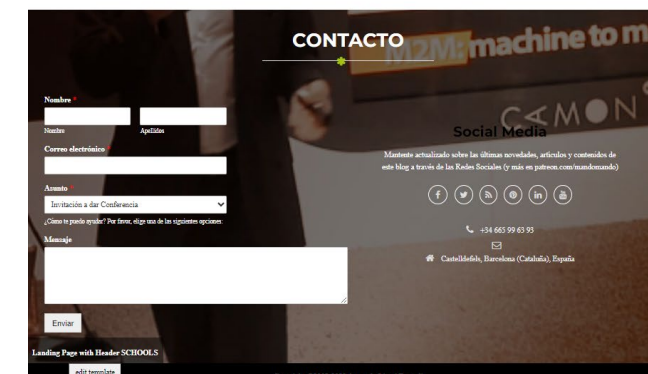 CONTACTO
M2M: machine to m
CAMON
Nombre *
Nombre Apellidos
Correo electrónico *
Asunto *
Invitación a dar Conferencia
¿Cómo te puedo ayudar? Por favor, elige una de las siguientes opciones:
Mensaje
Enviar
Social Media
Mantente actualizado sobre las últimas novedades, artículos y contenidos de
este blog a través de las Redes Sociales (y más en patreon.com/mandomando)
+34 665 99 63 93
Castelldefels, Barcelona (Cataluña), España
Landing Page with Header SCHOOLS
edit template